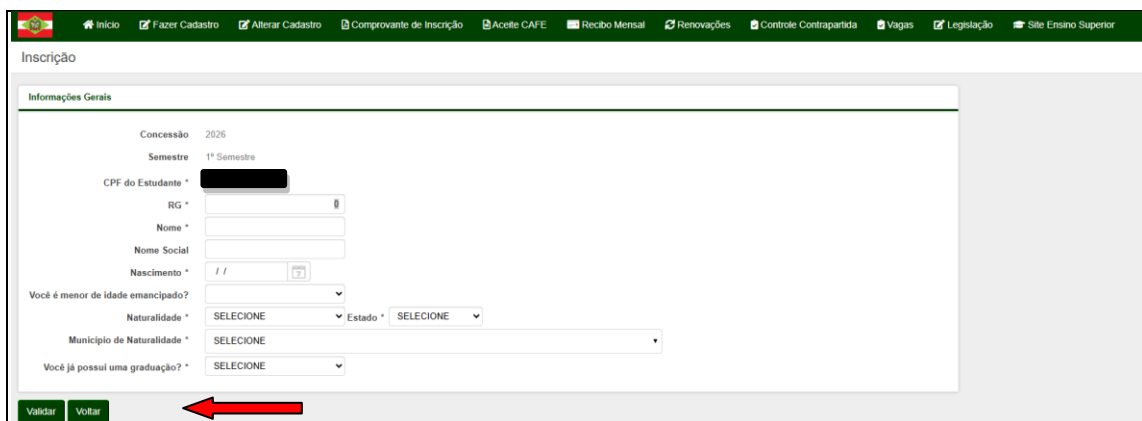 Início Fazer Cadastro Alterar Cadastro Comprovante de Inscrição Aceite CAFE Recibo Mensal Renovações Controle Contrapartida Vagas Legislação Site Ensino Superior
Inscrição
Informações Gerais
Concessão 2026
Semestre 1º Semestre
CPF do Estudante *
RG * 0
Nome *
Nome Social
Nascimento * / /
Você é menor de idade emancipado?
Naturalidade * SELECIONE Estado * SELECIONE
Município de Naturalidade * SELECIONE
Você já possui uma graduação? * SELECIONE
Validar Voltar